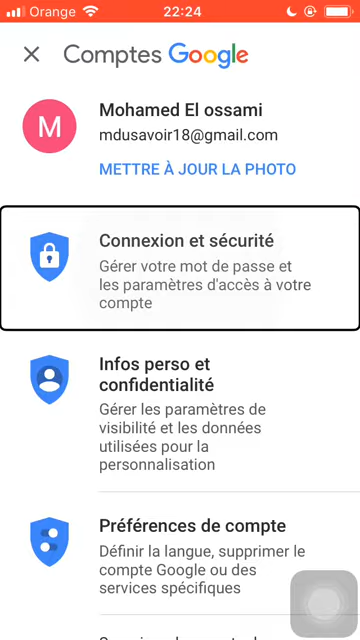 Orange 22:24
Comptes Google
M
Mohamed El ossami
mdusavoir18@gmail.com
METTRE À JOUR LA PHOTO
Connexion et sécurité
Gérer votre mot de passe et
les paramètres d'accès à votre
compte
Infos perso et
confidentialité
Gérer les paramètres de
visibilité et les données
utilisées pour la
personnalisation
Préférences de compte
Définir la langue, supprimer le
compte Google ou des
services spécifiques